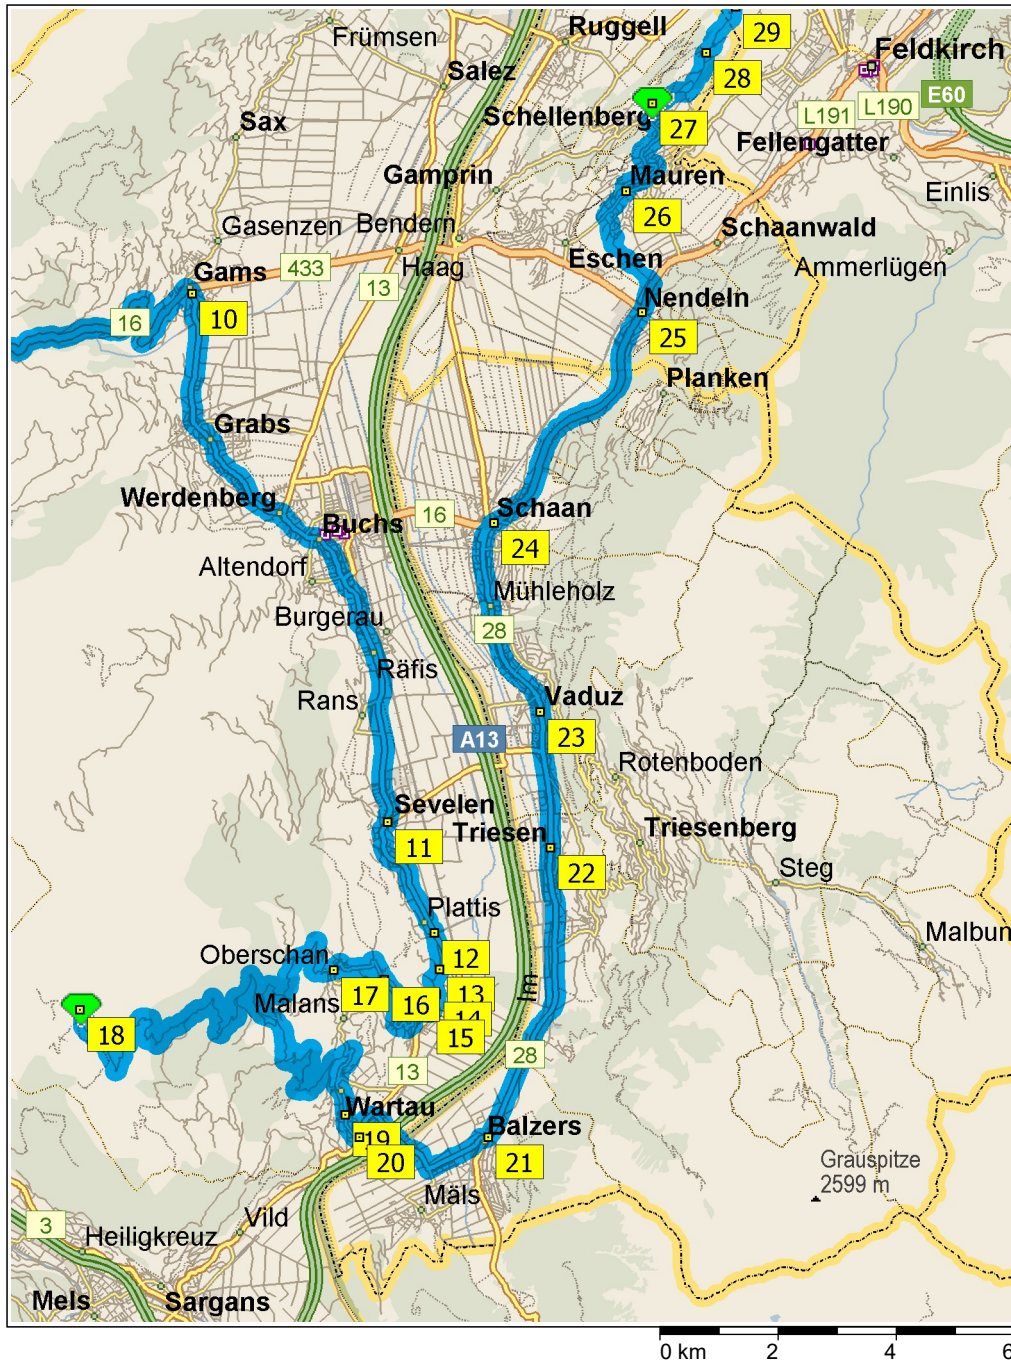 Ruggell
29
Frümsen
Feldkirch
28
Salez
E60
L190
L191
Schellenberg
Sax
27
Fellengatter
Gamprin
Mauren
Einlis
26
Gasenzen
Bendern
Schaanwald
Eschen
Ammerlügen
Gams
433
Haag
13
Nendeln
10
16
25
Planken
Grabs
Werdenberg
Schaan
16
Buchs
24
Altendorf
Mühleholz
Burgerau
28
Räfis
Rans
Vaduz
A13
23
Rotenboden
Sevelen
Triesen
Triesenberg
11
22
Steg
Plattis
Malbun
Oberschan
12
Im
17
13
Malans
16
14
18
15
28
13
Wartau
Balzers
19
20
21
Grauspitze
2599 m
Mäls
Vild
3
Heiligkreuz
Mels
Sargans
0 km 2 4 6